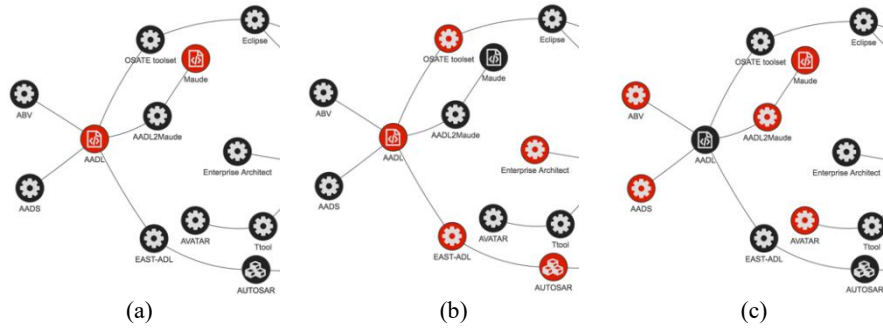 Eclipse
OSATE toolset
Maude
ABV
AADL2Maude
AADL
Enterprise Architect
AADS
AVATAR
Ttool
EAST-ADL
AUTOSAR
(a)
Eclipse
OSATE toolset
Maude
ABV
AADL2Maude
AADL
Enterprise Architect
AADS
AVATAR
Ttool
EAST-ADL
AUTOSAR
(b)
Eclipse
OSATE toolset
Maude
ABV
AADL2Maude
AADL
Enterprise Architect
AADS
AVATAR
Ttool
EAST-ADL
AUTOSAR
(c)